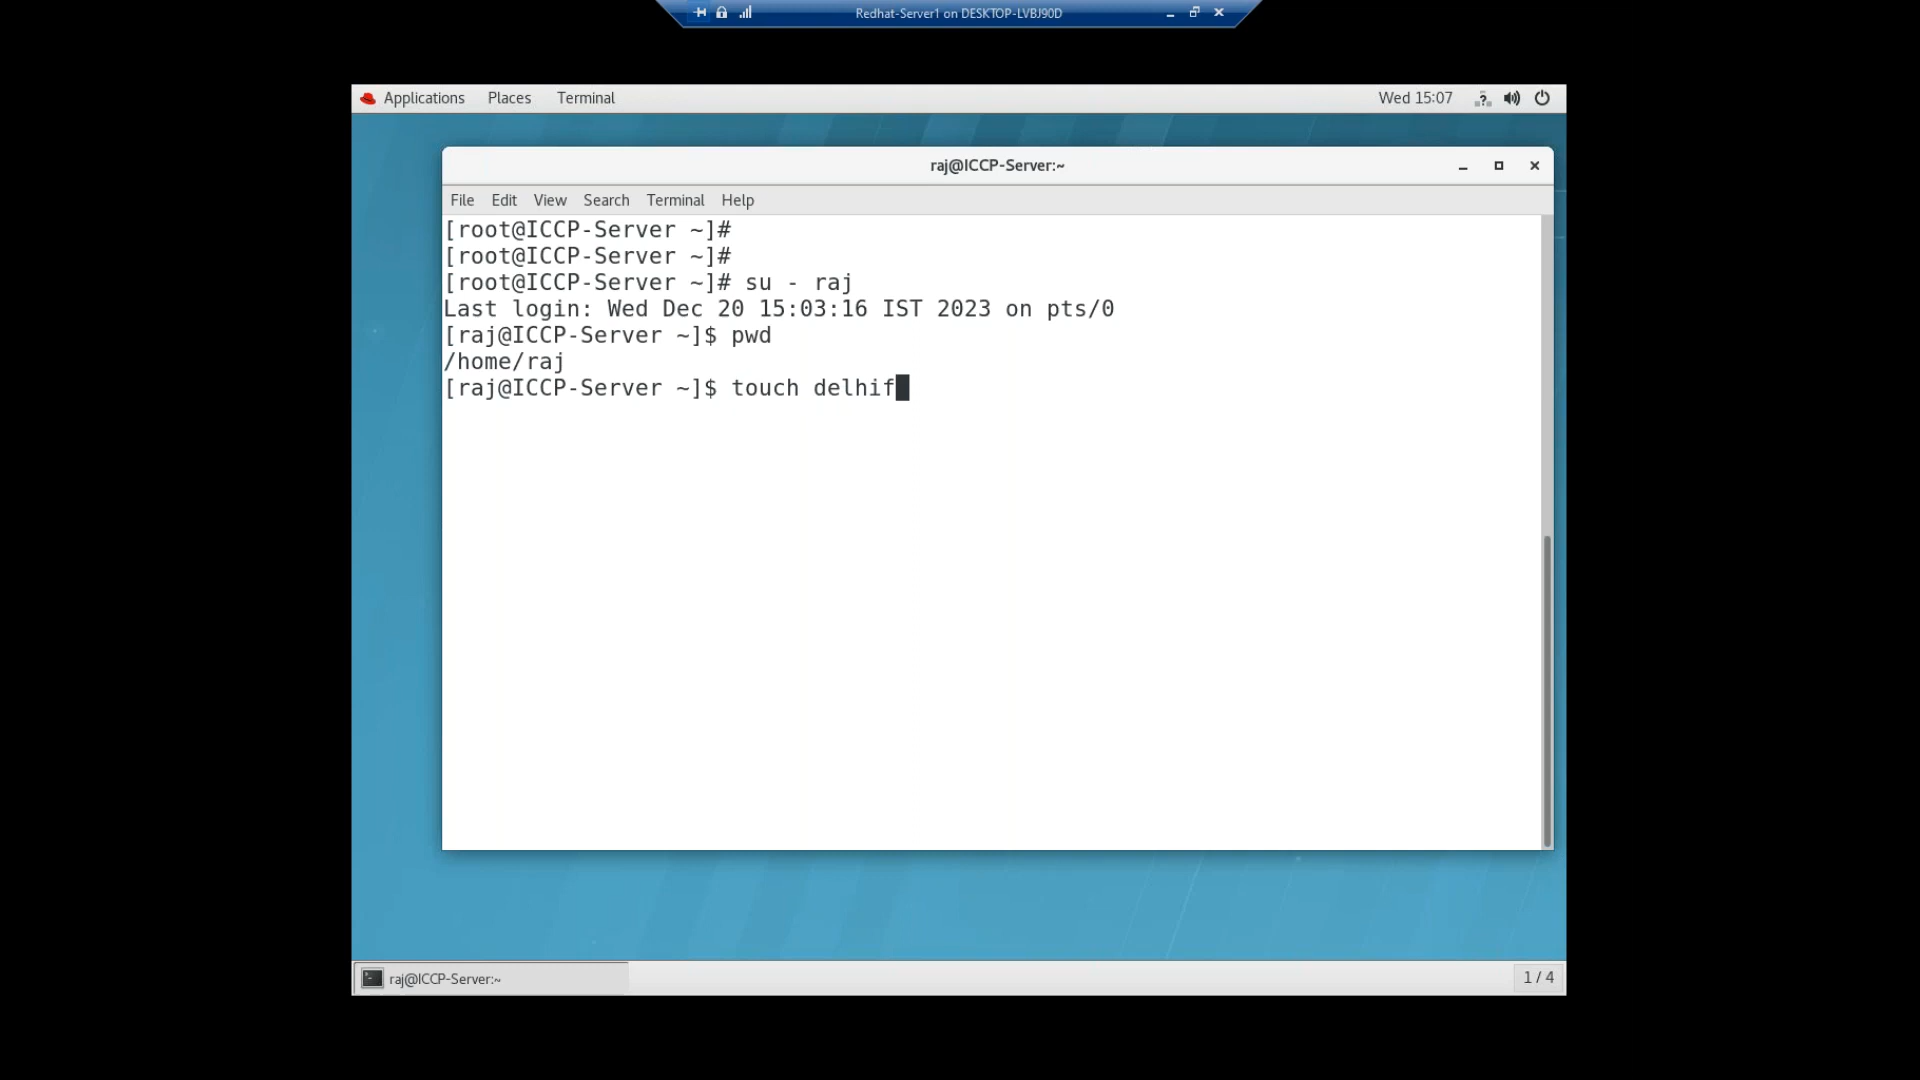 Redhat-Server1 on DESKTOP-LVBJ90D
Applications Places Terminal Wed 15:07
raj@ICCP-Server:~
File Edit View Search Terminal Help
[root@ICCP-Server ~]#
[root@ICCP-Server ~]#
[root@ICCP-Server ~]# su - raj
Last login: Wed Dec 20 15:03:16 IST 2023 on pts/0
[raj@ICCP-Server ~]$ pwd
/home/raj
[raj@ICCP-Server ~]$ touch delhif
raj@ICCP-Server:~ 1 / 4